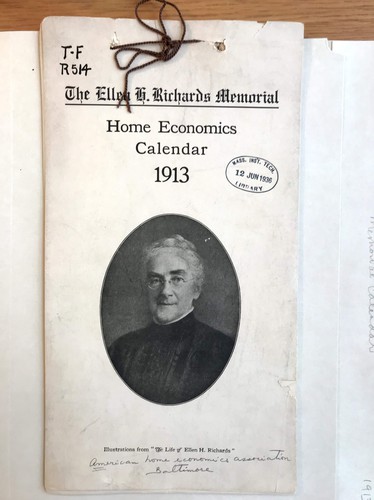 T-F
R514
The Ellen H. Richards Memorial
Home Economics
Calendar
1913
MASS. INST. TECH.
12 JUN 1936
LIBRARY
Illustrations from "The Life of Ellen H. Richards"
American home economics association
Baltimore